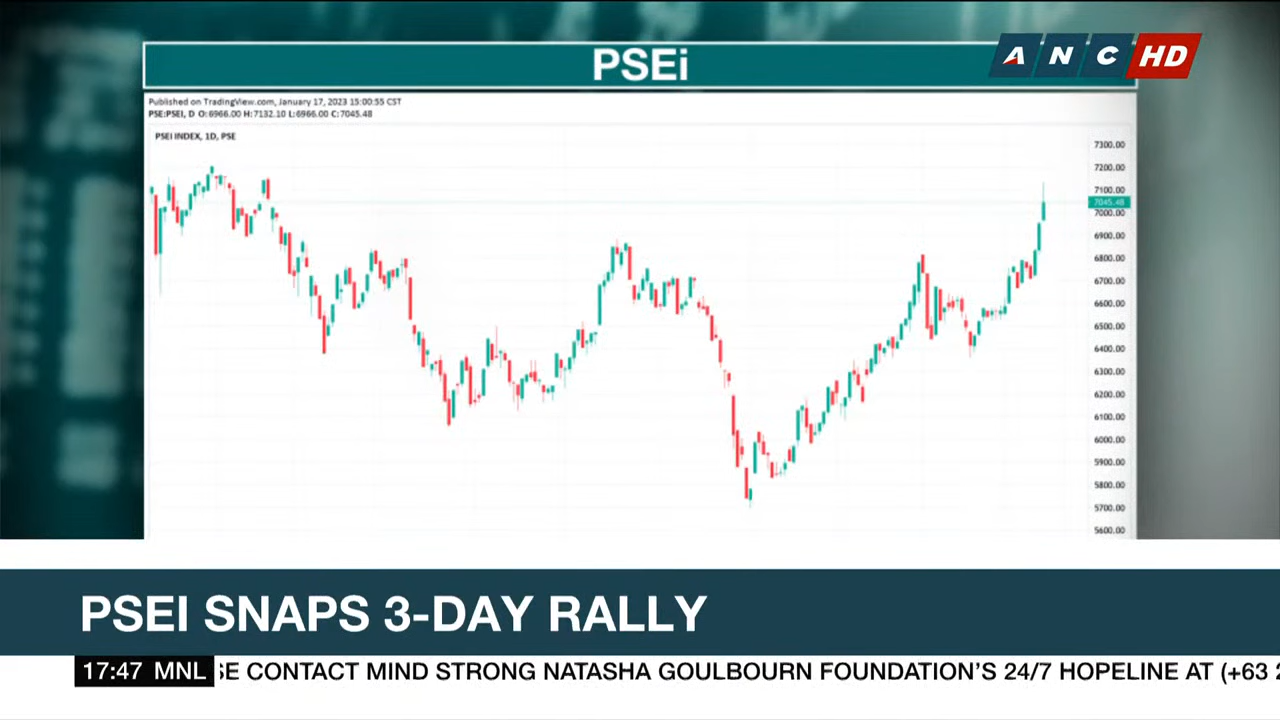 PSEi
ANC HD
Published on TradingView.com, January 17, 2023 15:00:55 CST
PSE:PSEI, D O:6966.00 H:7132.10 L:6966.00 C:7045.48
PSEI INDEX, 1D, PSE
7300.00
7200.00
7100.00
7045.48
7000.00
6900.00
6800.00
6700.00
6600.00
6500.00
6400.00
6300.00
6200.00
6100.00
6000.00
5900.00
5800.00
5700.00
5600.00
PSEI SNAPS 3-DAY RALLY
17:47 MNL SE CONTACT MIND STRONG NATASHA GOULBOURN FOUNDATION'S 24/7 HOPELINE AT (+63 2